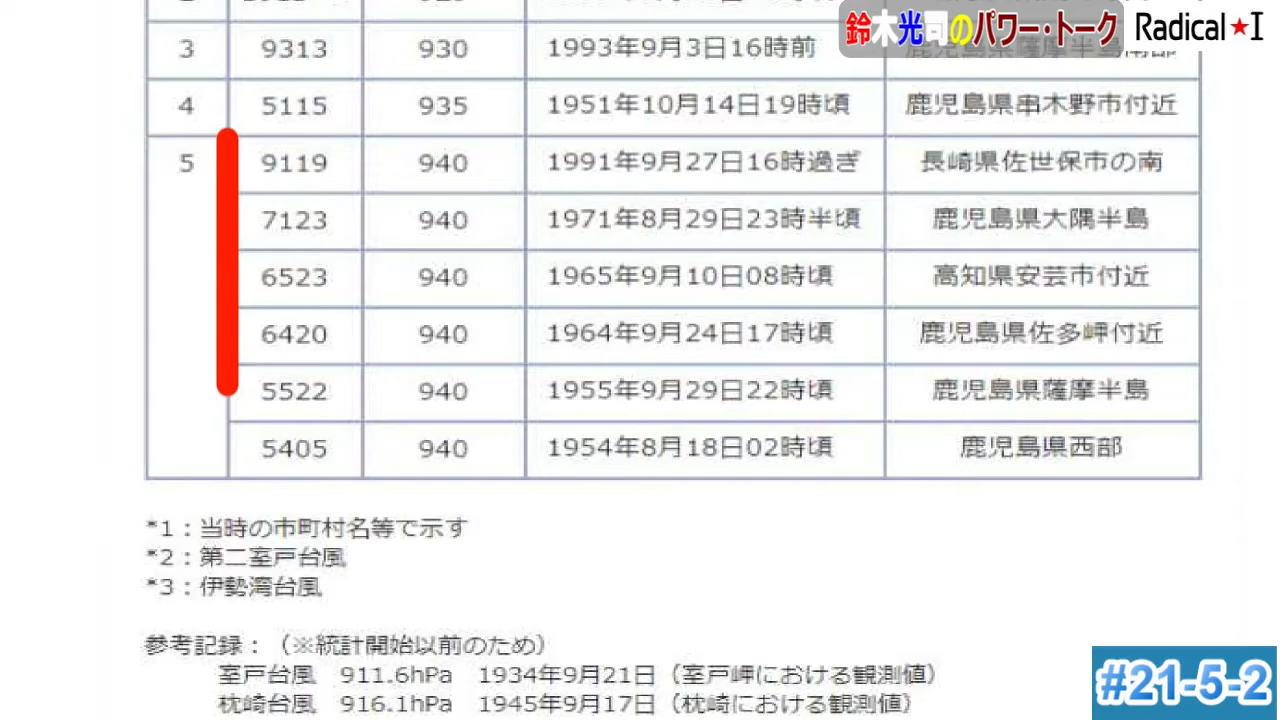 鈴木光司のパワー・トーク Radical★I
3 9313 930 1993年9月3日16時前
4 5115 935 1951年10月14日19時頃 鹿児島県串木野市付近
5 9119 940 1991年9月27日16時過ぎ 長崎県佐世保市の南
7123 940 1971年8月29日23時半頃 鹿児島県大隅半島
6523 940 1965年9月10日08時頃 高知県安芸市付近
6420 940 1964年9月24日17時頃 鹿児島県佐多岬付近
5522 940 1955年9月29日22時頃 鹿児島県薩摩半島
5405 940 1954年8月18日02時頃 鹿児島県西部
*1：当時の市町村名等で示す
*2：第二室戸台風
*3：伊勢湾台風
参考記録：（※統計開始以前のため）
室戸台風 911.6hPa 1934年9月21日（室戸岬における観測値）
枕崎台風 916.1hPa 1945年9月17日（枕崎における観測値）
#21-5-2